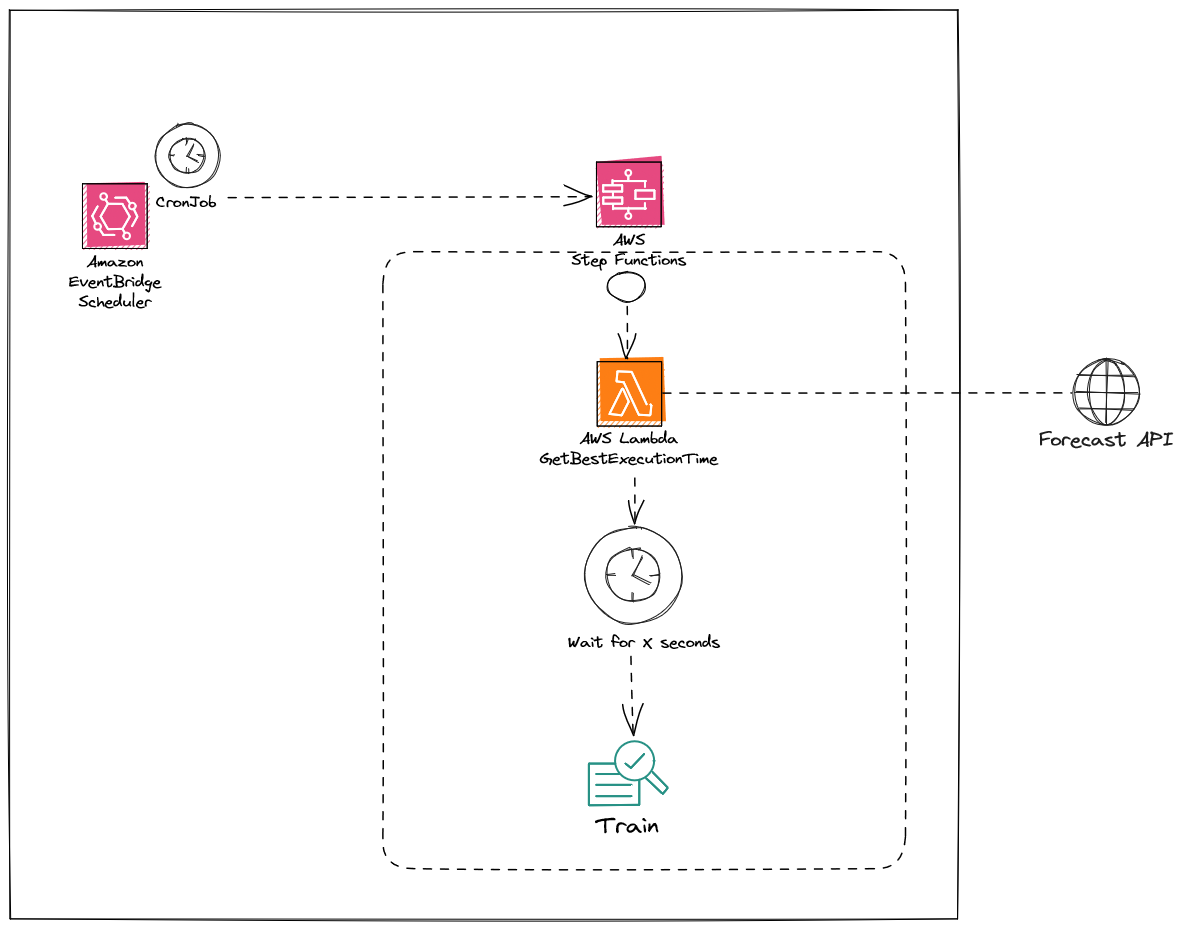 CronJob
Amazon
EventBridge
Scheduler
AWS
Step Functions
AWS Lambda
GetBestExecutionTime
Forecast API
Wait for X seconds
Train